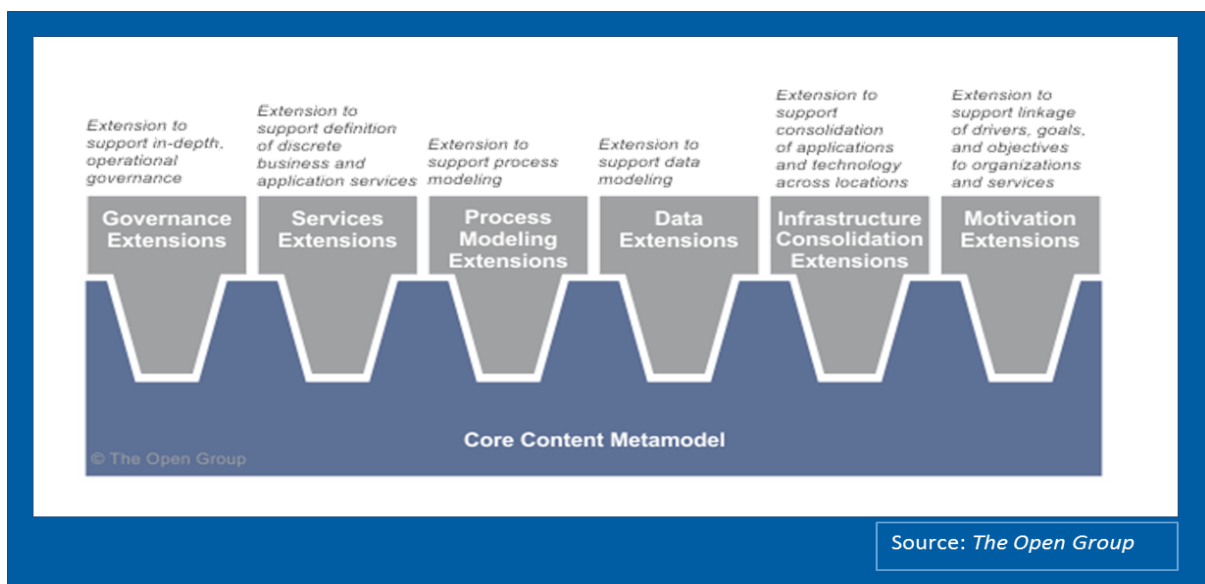 Extension to
support in-depth,
operational
governance
Extension to
support definition
of discrete
business and
application services
Extension to
support process
modeling
Extension to
support data
modeling
Extension to
support
consolidation
of applications
and technology
across locations
Extension to
support linkage
of drivers, goals,
and objectives
to organizations
and services
Governance
Extensions
Services
Extensions
Process
Modeling
Extensions
Data
Extensions
Infrastructure
Consolidation
Extensions
Motivation
Extensions
Core Content Metamodel
© The Open Group
Source: The Open Group